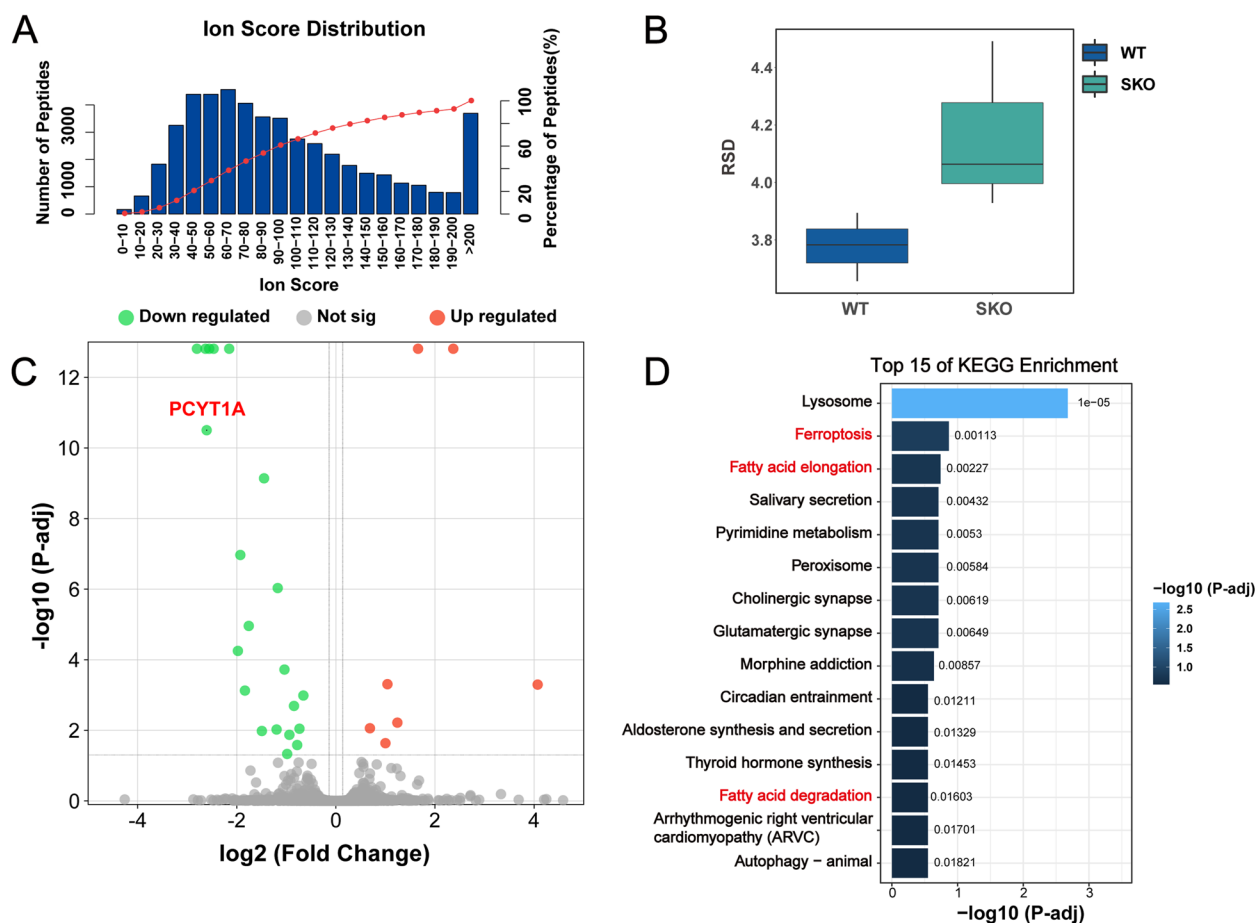 A
Ion Score Distribution
Number of Peptides
0 1000 3000
Percentage of Peptides(%)
0 20 60 100
0−10
10−20
20−30
30−40
40−50
50−60
60−70
70−80
80−90
90−100
100−110
110−120
120−130
130−140
140−150
150−160
160−170
170−180
180−190
190−200
>200
Ion Score
B
RSD
4.4
4.2
4.0
3.8
WT
SKO
WT
SKO
Down regulated
Not sig
Up regulated
C
PCYT1A
-log10 (P-adj)
12
10
8
6
4
2
0
-4 -2 0 2 4
log2 (Fold Change)
D
Top 15 of KEGG Enrichment
Lysosome 1e−05
Ferroptosis 0.00113
Fatty acid elongation 0.00227
Salivary secretion 0.00432
Pyrimidine metabolism 0.0053
Peroxisome 0.00584
Cholinergic synapse 0.00619
Glutamatergic synapse 0.00649
Morphine addiction 0.00857
Circadian entrainment 0.01211
Aldosterone synthesis and secretion 0.01329
Thyroid hormone synthesis 0.01453
Fatty acid degradation 0.01603
Arrhythmogenic right ventricular
cardiomyopathy (ARVC) 0.01701
Autophagy − animal 0.01821
0 1 2 3
−log10 (P-adj)
−log10 (P-adj)
2.5
2.0
1.5
1.0